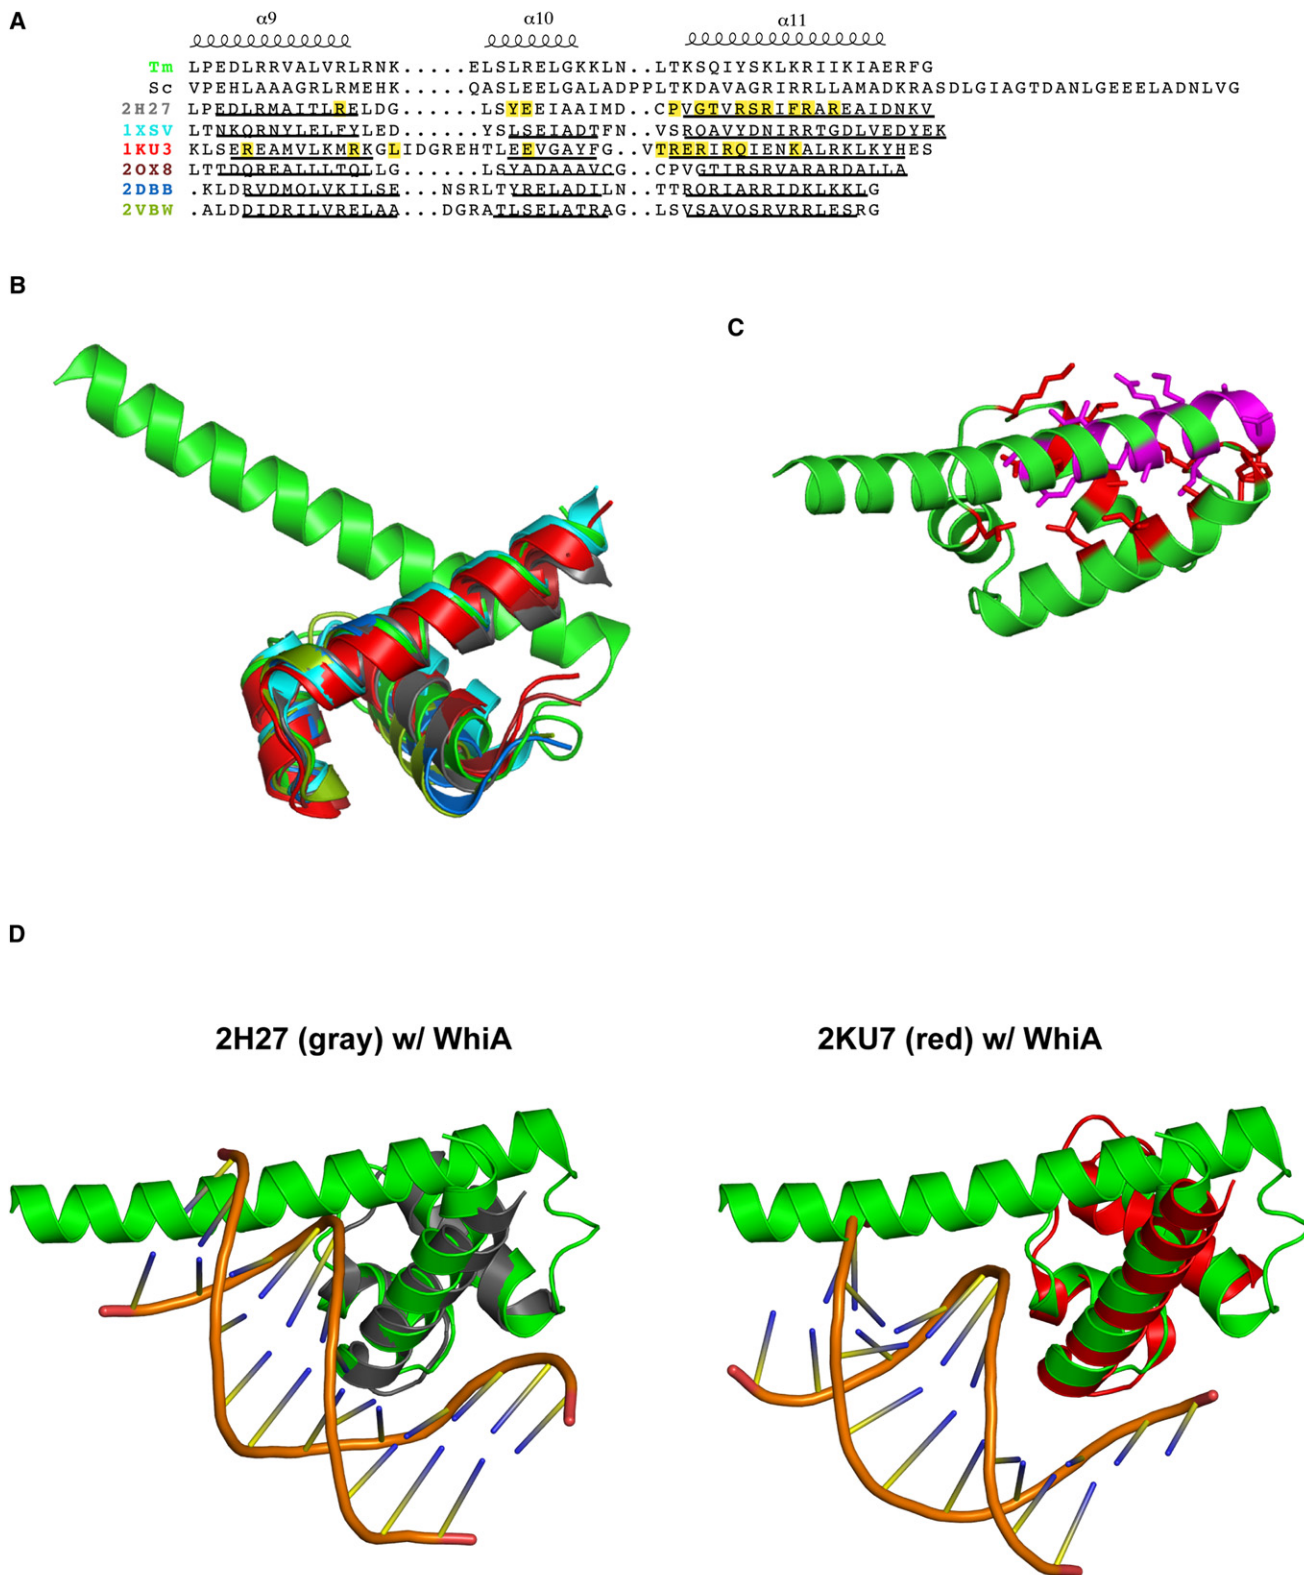 A
α9 α10 α11
Tm LPEDLRRVALVRLRNK.....ELSLRELGKKLN..LTKSQIYSKLKRIIKIAERFG
Sc VPEHLAAAGRLRMEHK.....QASLEELGALADPPLTKDAVAGRIRRLLAMADKRASDLGIAGTDANLGEEELADNLVG
2H27 LPEDLRMAITLRELDG.....LSYEEIAAIMD.CPVGTVRSRIFRAREAIDNKV
1XSV LTNKQRNYLELFYLED.....YSLSEIADTFN..VSRQAVYDNIRRTGDLVEDYEK
1KU3 KLSEREAMVLKMRKGLIDGREHTLEEVGAYFG..VTRERIRQIENKALRKLKYHES
2OX8 LTTDQREALLLTQLLG.....LSYADAAAVCG..CPVGTIRSRVARARDALLA
2DBB .KLDRVDMQLVKILSE....NSRLTYRELADIL..TTRQRIARRIDKLKKLG
2VBW .ALDDIDRILVRELAA....DGRATLSELATRAG..LSVSAVQSRVRRLESRG
B
C
D
2H27 (gray) w/ WhiA 2KU7 (red) w/ WhiA